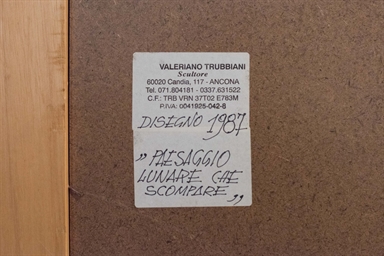 VALERIANO TRUBBIANI
Scultore
60020 Candia, 117 - ANCONA
Tel. 071.804181 - 0337.631522
C.F.: TRB VRN 37T02 E783M
P.IVA: 0041925-042-8
DISEGNO 1987
„ PAESAGGIO
LUNARE CHE
SCOMPARE „